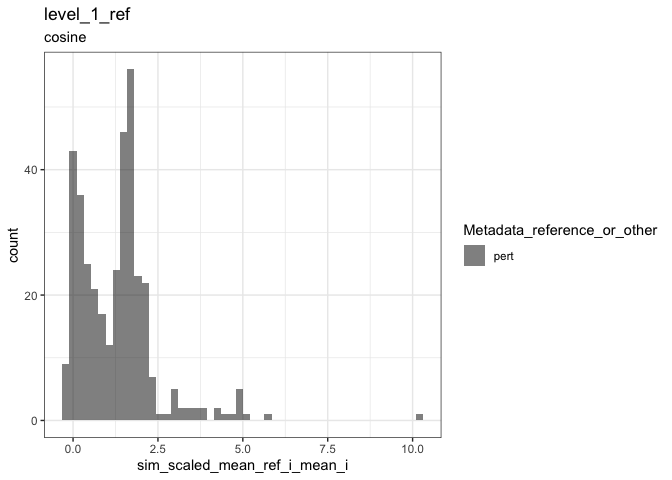 level_1_ref
cosine
count
40
20
0
0.0 2.5 5.0 7.5 10.0
sim_scaled_mean_ref_i_mean_i
Metadata_reference_or_other
pert